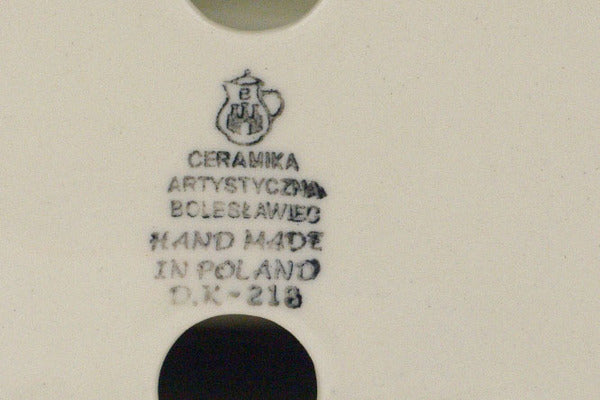 B
CERAMIKA
ARTYSTYCZNA
BOLESŁAWIEC
HAND MADE
IN POLAND
D.K-218